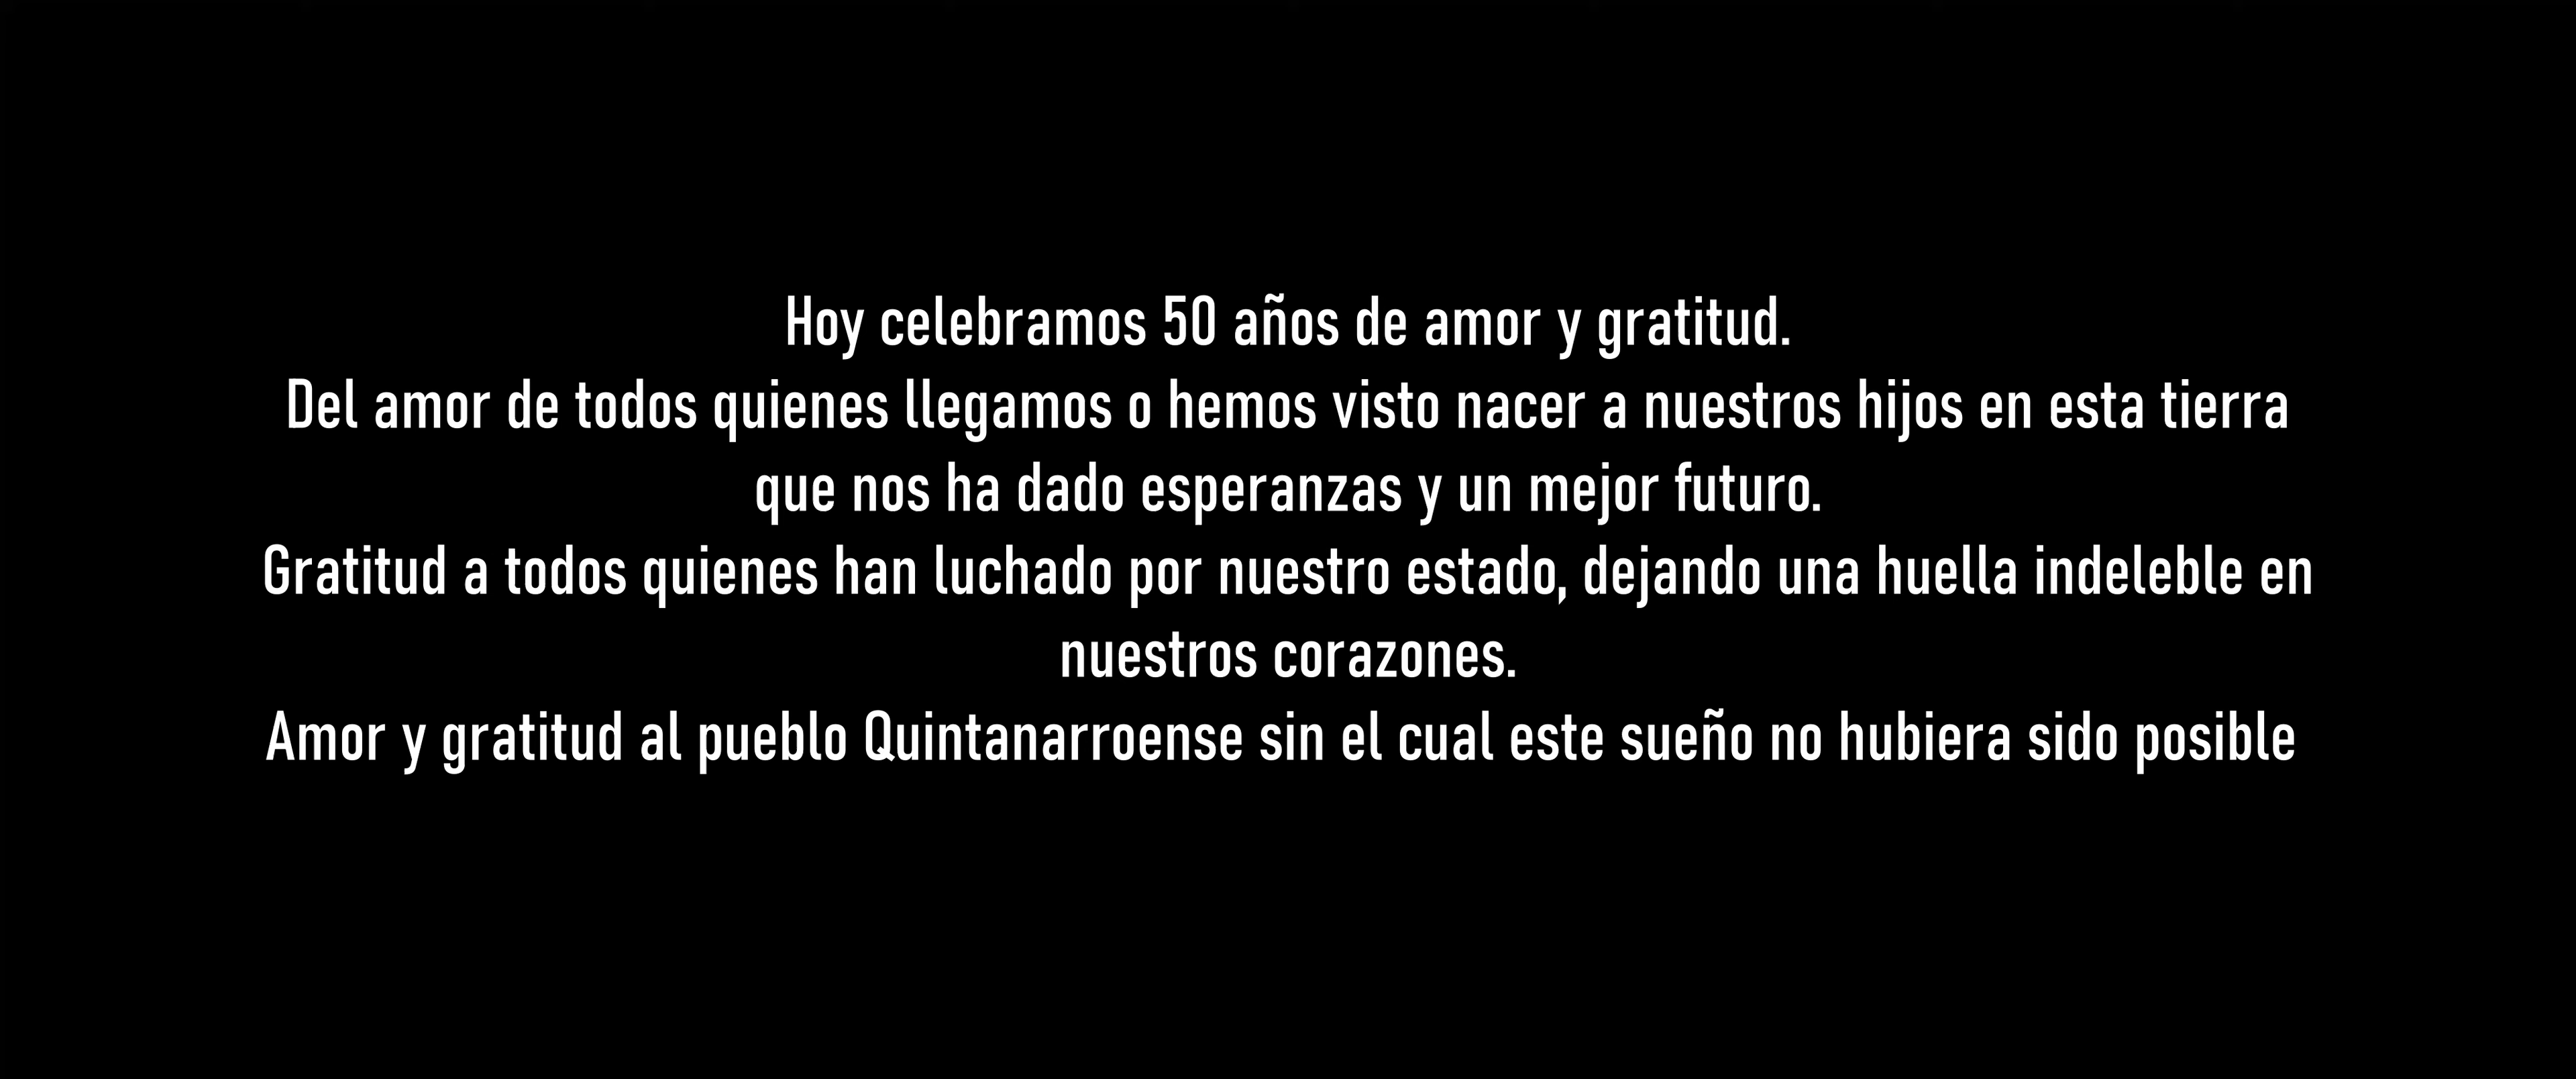 Hoy celebramos 50 años de amor y gratitud.
Del amor de todos quienes llegamos o hemos visto nacer a nuestros hijos en esta tierra
que nos ha dado esperanzas y un mejor futuro.
Gratitud a todos quienes han luchado por nuestro estado, dejando una huella indeleble en
nuestros corazones.
Amor y gratitud al pueblo Quintanarroense sin el cual este sueño no hubiera sido posible